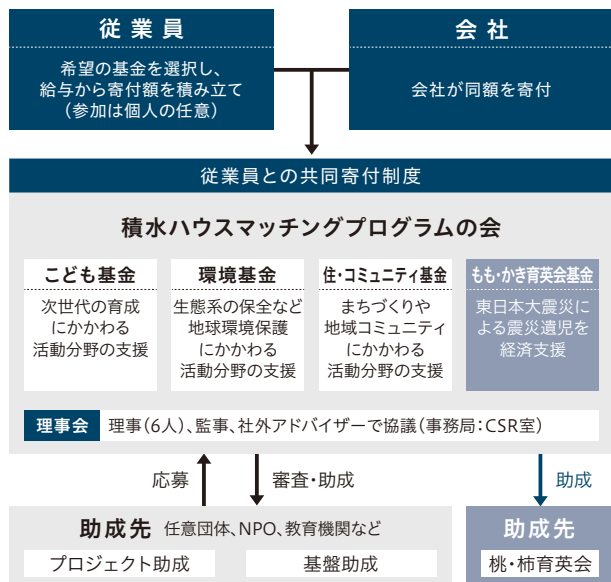 従業員
希望の基金を選択し、
給与から寄付額を積み立て
(参加は個人の任意)
会社
会社が同額を寄付
従業員との共同寄付制度
積水ハウスマッチングプログラムの会
こども基金
次世代の育成
にかかわる
活動分野の支援
環境基金
生態系の保全など
地球環境保護
にかかわる
活動分野の支援
住・コミュニティ基金
まちづくりや
地域コミュニティ
にかかわる
活動分野の支援
もも・かき育英会基金
東日本大震災に
よる震災遺児を
経済支援
理事会 理事(6人)、監事、社外アドバイザーで協議(事務局:CSR室)
応募 審査・助成
助成
助成先 任意団体、NPO、教育機関など
プロジェクト助成 基盤助成
助成先
桃・柿育英会